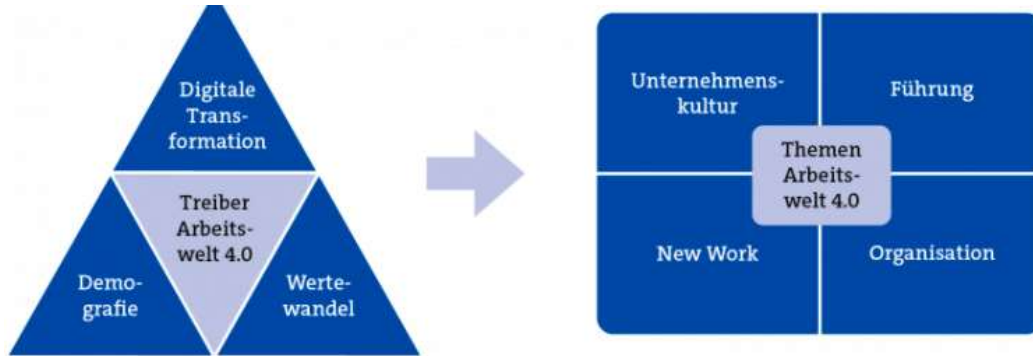 Digitale
Trans-
formation
Treiber
Arbeits-
welt 4.0
Demo-
grafie
Werte-
wandel
Unternehmens-
kultur
Führung
Themen
Arbeits-
welt 4.0
New Work
Organisation